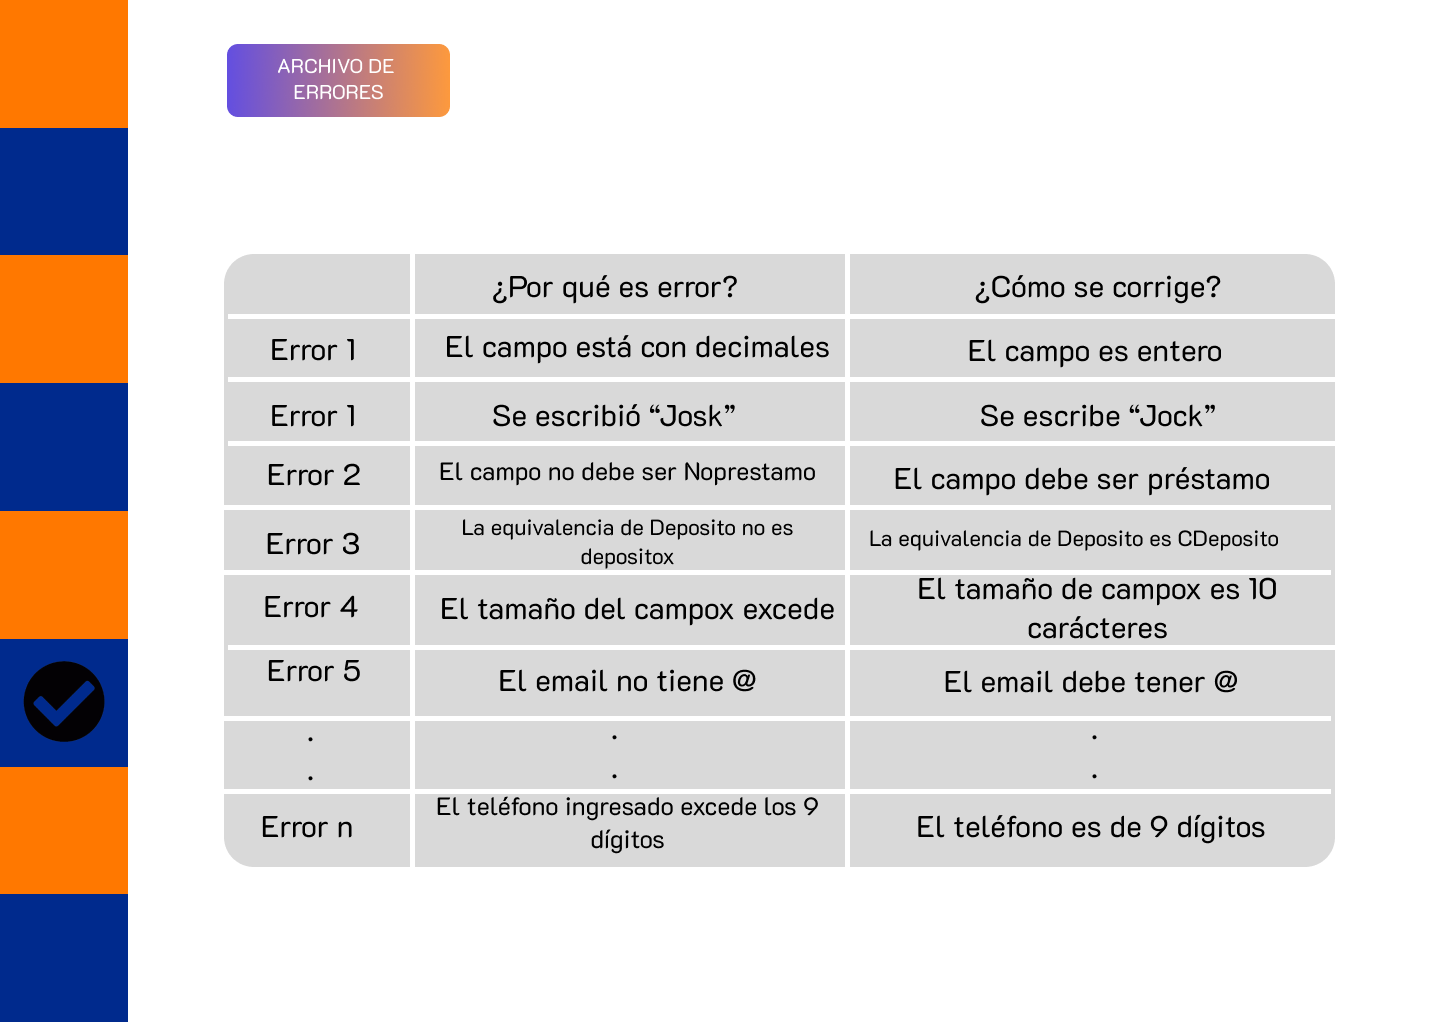 ARCHIVO DE
ERRORES
¿Por qué es error?
¿Cómo se corrige?
Error 1
El campo está con decimales
El campo es entero
Error 1
Se escribió “Josk”
Se escribe “Jock”
Error 2
El campo no debe ser Noprestamo
El campo debe ser préstamo
Error 3
La equivalencia de Deposito no es
depositox
La equivalencia de Deposito es CDeposito
Error 4
El tamaño del campox excede
El tamaño de campox es 10
carácteres
Error 5
El email no tiene @
El email debe tener @
.
.
.
.
.
.
Error n
El teléfono ingresado excede los 9
dígitos
El teléfono es de 9 dígitos